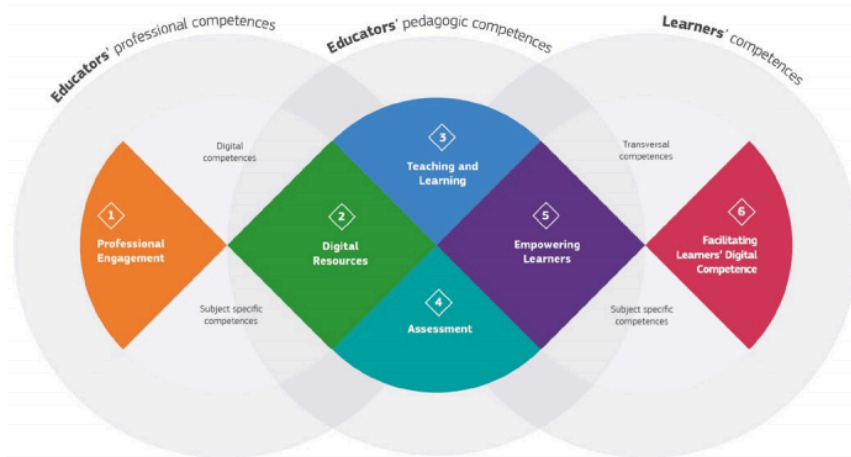 Educators' professional competences
Educators' pedagogic competences
Learners' competences
Digital
competences
Transversal
competences
1
Professional
Engagement
2
Digital
Resources
3
Teaching and
Learning
4
Assessment
5
Empowering
Learners
6
Facilitating
Learners' Digital
Competence
Subject specific
competences
Subject specific
competences